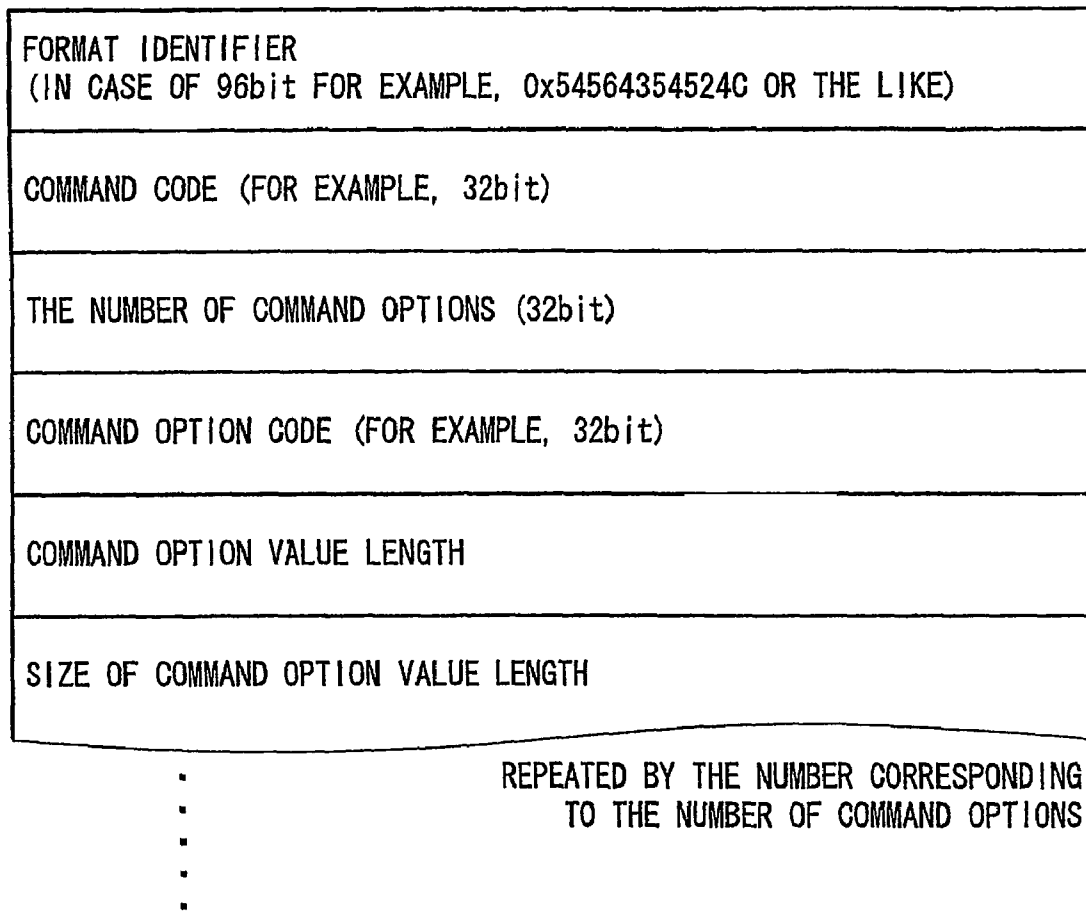 FORMAT IDENTIFIER
(IN CASE OF 96bit FOR EXAMPLE, 0x54564354524C OR THE LIKE)
COMMAND CODE (FOR EXAMPLE, 32bit)
THE NUMBER OF COMMAND OPTIONS (32bit)
COMMAND OPTION CODE (FOR EXAMPLE, 32bit)
COMMAND OPTION VALUE LENGTH
SIZE OF COMMAND OPTION VALUE LENGTH
REPEATED BY THE NUMBER CORRESPONDING
TO THE NUMBER OF COMMAND OPTIONS